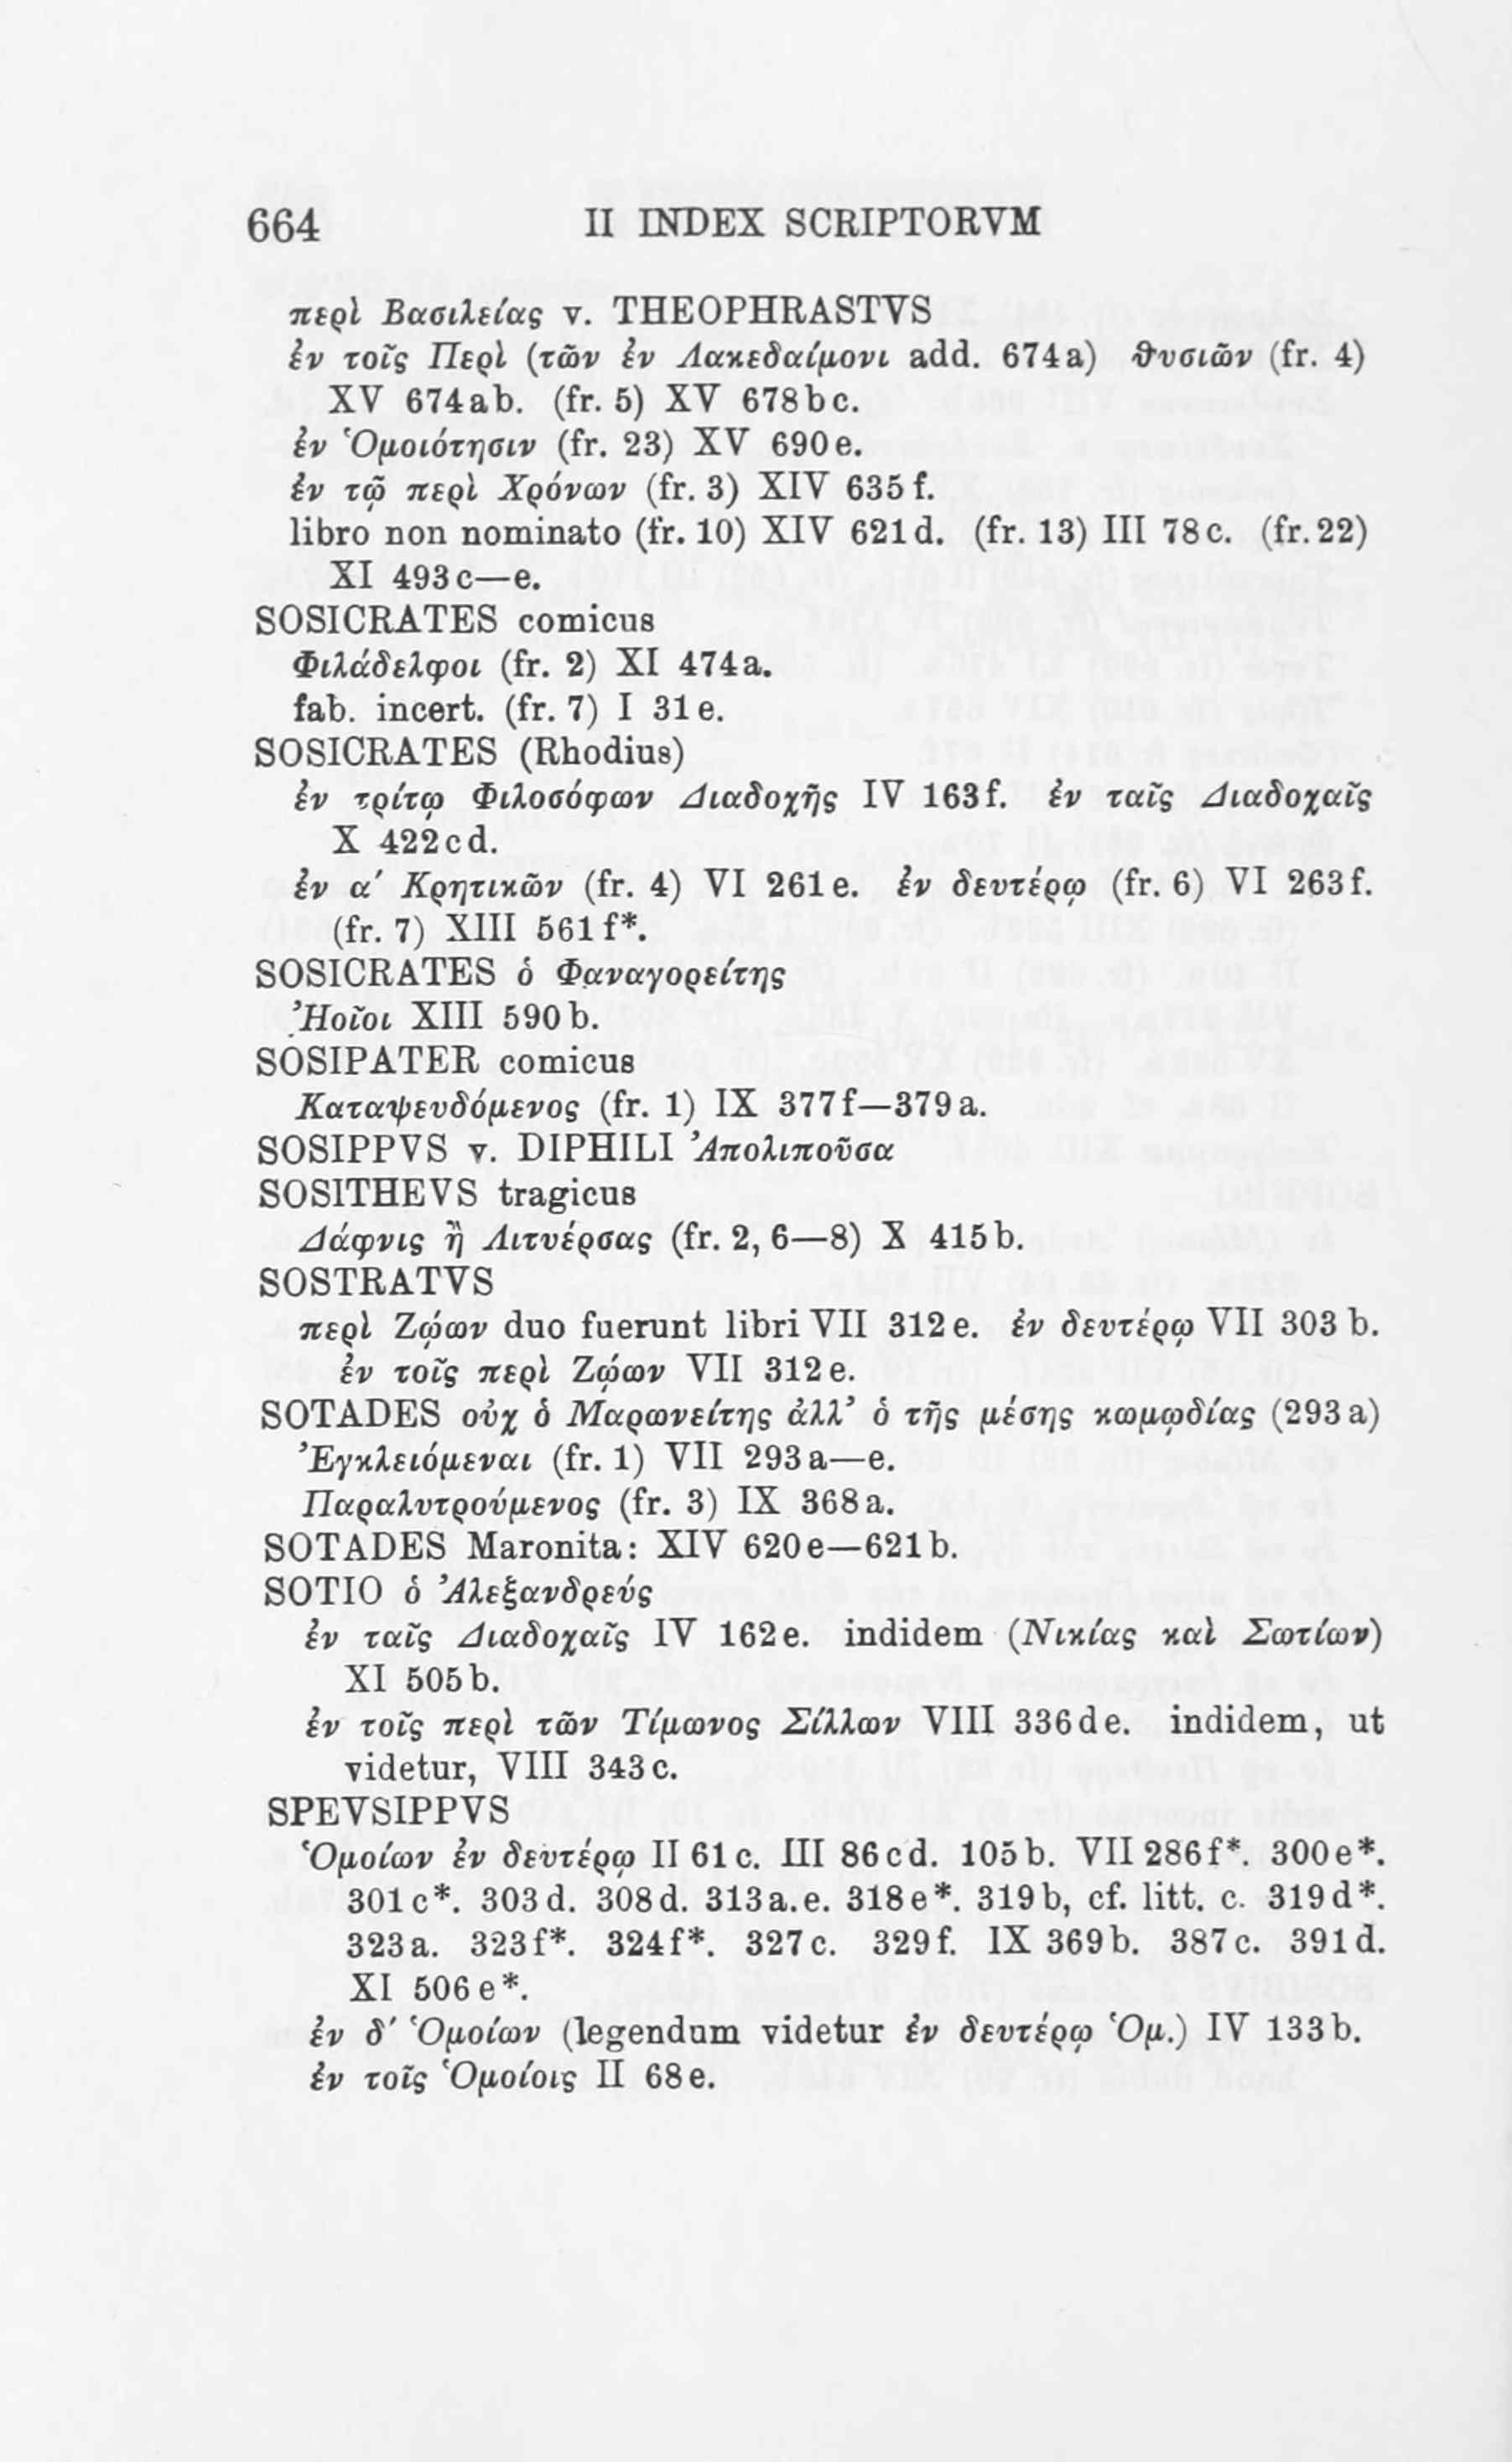 664 II INDEX SCRIPTORVM
περὶ Βασιλείας v. THEOPHRASTVS
ἐν τοῖς Περὶ (τῶν ἐν Λακεδαίμονι add. 674a) θυσιῶν (fr. 4)
XV 674ab. (fr. 5) XV 678bc.
ἐν Ὁμοιότησιν (fr. 23) XV 690e.
ἐν τῷ περὶ Χρόνων (fr. 3) XIV 635f.
libro non nominato (fr. 10) XIV 621d. (fr. 13) III 78c. (fr. 22)
XI 493c—e.
SOSICRATES comicus
Φιλάδελφοι (fr. 2) XI 474a.
fab. incert. (fr. 7) I 31e.
SOSICRATES (Rhodius)
ἐν τρίτῳ Φιλοσόφων Διαδοχῆς IV 163f. ἐν ταῖς Διαδοχαῖς
X 422cd.
ἐν α′ Κρητικῶν (fr. 4) VI 261e. ἐν δευτέρῳ (fr. 6) VI 263f.
(fr. 7) XIII 561f*.
SOSICRATES ὁ Φαναγορείτης
Ἠοῖοι XIII 590b.
SOSIPATER comicus
Καταψευδόμενος (fr. 1) IX 377f—379a.
SOSIPPVS v. DIPHILI Ἀπολιποῦσα
SOSITHEVS tragicus
Δάφνις ἢ Λιτυέρσας (fr. 2, 6—8) X 415b.
SOSTRATVS
περὶ Ζῴων duo fuerunt libri VII 312e. ἐν δευτέρῳ VII 303b.
ἐν τοῖς περὶ Ζῴων VII 312e.
SOTADES οὐχ ὁ Μαρωνείτης ἀλλ’ ὁ τῆς μέσης κωμῳδίας (293a)
Ἐγκλειόμεναι (fr. 1) VII 293a—e.
Παραλυτρούμενος (fr. 3) IX 368a.
SOTADES Maronita: XIV 620e—621b.
SOTIO ὁ Ἀλεξανδρεύς
ἐν ταῖς Διαδοχαῖς IV 162e. indidem (Νικίας καὶ Σωτίων)
XI 505b.
ἐν τοῖς περὶ τῶν Τίμωνος Σίλλων VIII 336de. indidem, ut
videtur, VIII 343c.
SPEVSIPPVS
Ὁμοίων ἐν δευτέρῳ II 61c. III 86cd. 105b. VII 286f*. 300e*.
301c*. 303d. 308d. 313a.e. 318e*. 319b, cf. litt. c. 319d*.
323a. 323f*. 324f*. 327c. 329f. IX 369b. 387c. 391d.
XI 506e*.
ἐν δ′ Ὁμοίων (legendum videtur ἐν δευτέρῳ Ὁμ.) IV 133b.
ἐν τοῖς Ὁμοίοις II 68e.